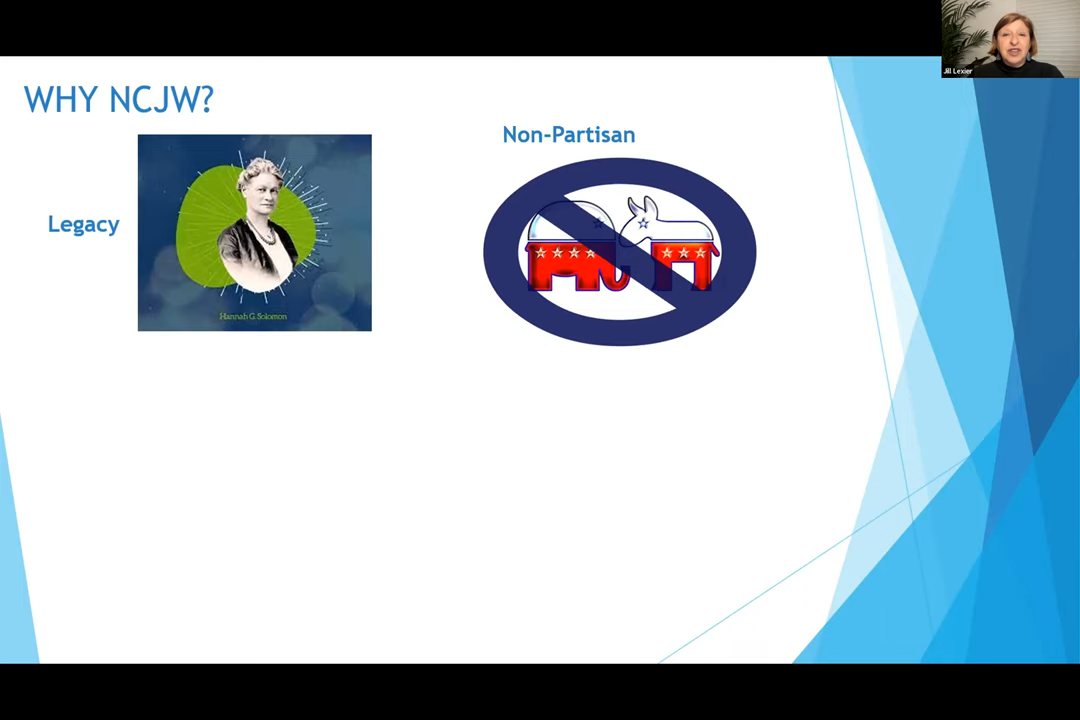 Jill Lexier
WHY NCJW?
Non-Partisan
Legacy
Hannah G. Solomon